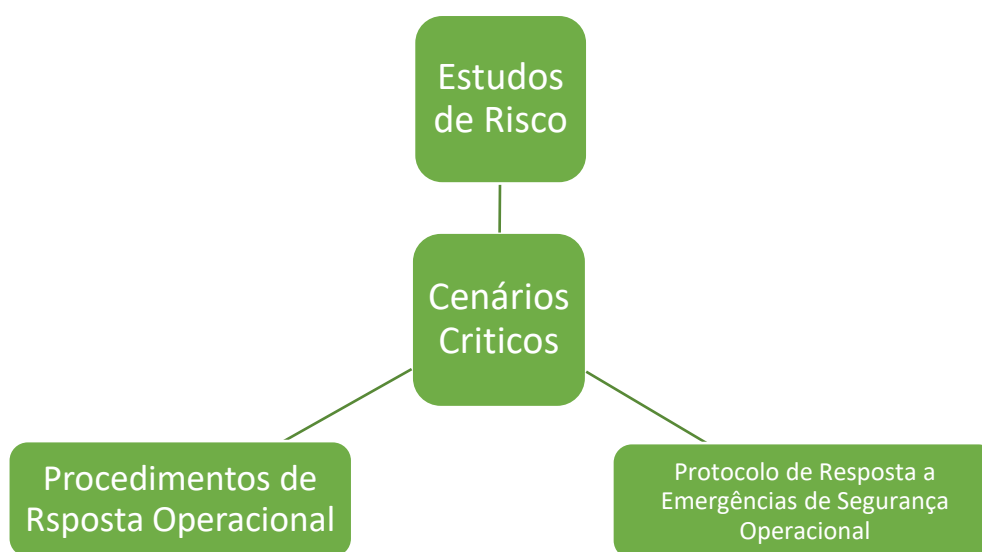 Estudos
de Risco
Cenários
Criticos
Procedimentos de
Rsposta Operacional
Protocolo de Resposta a
Emergências de Segurança
Operacional